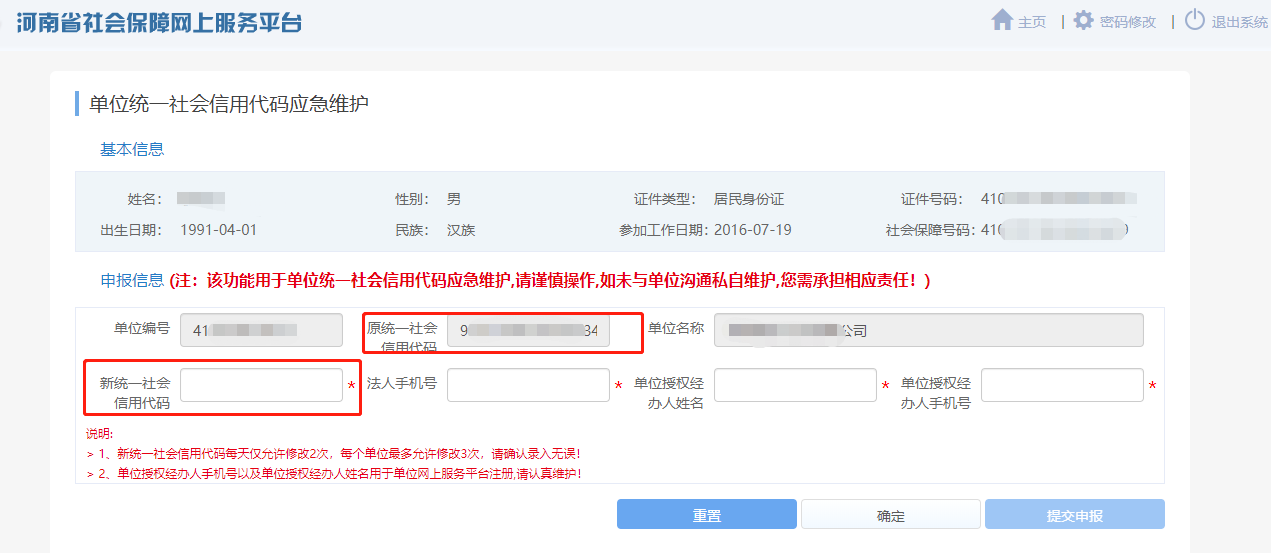 河南省社会保障网上服务平台
主页 | 密码修改 | 退出系统
单位统一社会信用代码应急维护
基本信息
姓名： 性别： 男 证件类型： 居民身份证 证件号码： 410
出生日期： 1991-04-01 民族： 汉族 参加工作日期：2016-07-19 社会保障号码：410
申报信息 (注：该功能用于单位统一社会信用代码应急维护,请谨慎操作,如未与单位沟通私自维护,您需承担相应责任！)
单位编号 41 原统一社会信用代码 9 34 单位名称 公司
新统一社会信用代码 * 法人手机号 * 单位授权经办人姓名 * 单位授权经办人手机号 *
说明:
> 1、新统一社会信用代码每天仅允许修改2次，每个单位最多允许修改3次，请确认录入无误!
> 2、单位授权经办人手机号以及单位授权经办人姓名用于单位网上服务平台注册,请认真维护!
重置 确定 提交申报